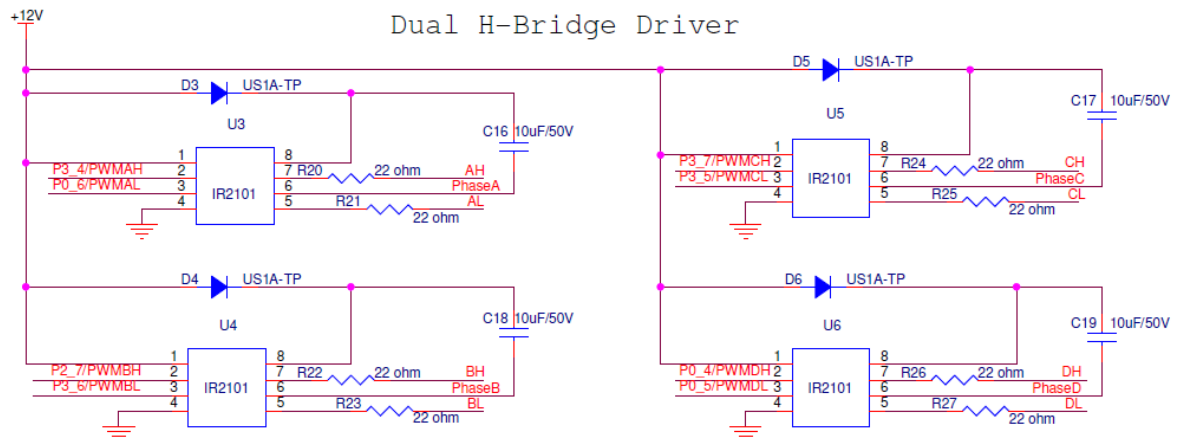 Dual H-Bridge Driver
+12V
D3 US1A-TP
U3
C16 10uF/50V
1 8
P3_4/PWMAH 2 7 R20 22 ohm AH
P0_6/PWMAL 3 IR2101 6 PhaseA
4 5 R21 22 ohm AL
D5 US1A-TP
U5
C17 10uF/50V
1 8
P3_7/PWMCH 2 7 R24 22 ohm CH
P3_5/PWMCL 3 IR2101 6 PhaseC
4 5 R25 22 ohm CL
D4 US1A-TP
U4
C18 10uF/50V
1 8
P2_7/PWMBH 2 7 R22 22 ohm BH
P3_6/PWMBL 3 IR2101 6 PhaseB
4 5 R23 22 ohm BL
D6 US1A-TP
U6
C19 10uF/50V
1 8
P0_4/PWMDH 2 7 R26 22 ohm DH
P0_5/PWMDL 3 IR2101 6 PhaseD
4 5 R27 22 ohm DL